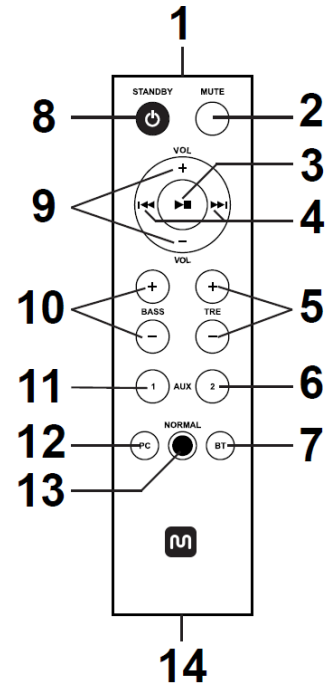 1
STANDBY MUTE
8 2
VOL
+
3
9 4
−
VOL
+ +
10 BASS TRE 5
− −
11 1 AUX 2 6
NORMAL
12 PC BT 7
13
14